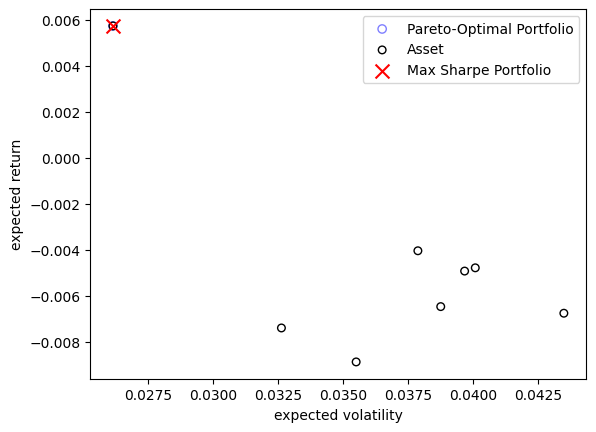 0.006
0.004
0.002
0.000
−0.002
−0.004
−0.006
−0.008
expected return
Pareto-Optimal Portfolio
Asset
Max Sharpe Portfolio
0.0275 0.0300 0.0325 0.0350 0.0375 0.0400 0.0425
expected volatility